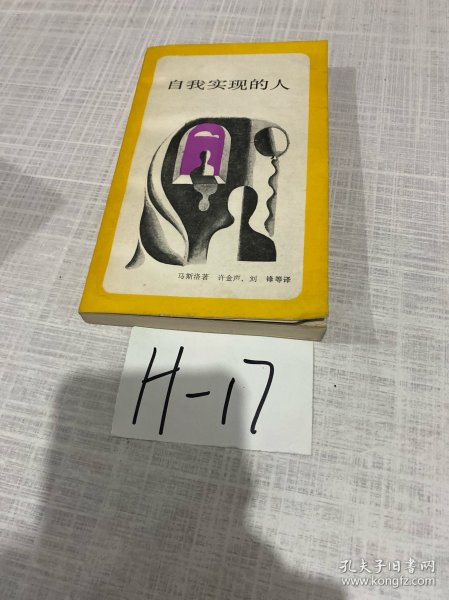 自我实现的人
马斯洛著 许金声、刘 锋等译
H-17
孔夫子旧书网
www.kongfz.com